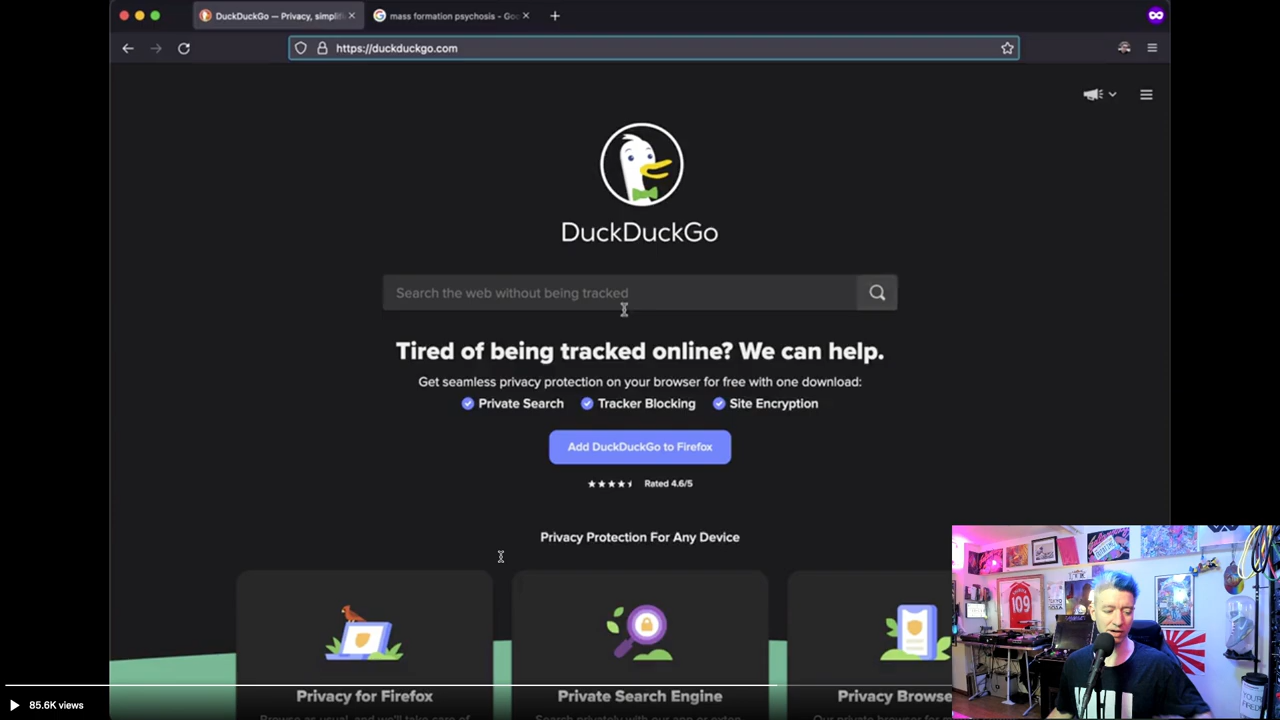 DuckDuckGo — Privacy, simplifi
mass formation psychosis - Goo
https://duckduckgo.com
DuckDuckGo
Search the web without being tracked
Tired of being tracked online? We can help.
Get seamless privacy protection on your browser for free with one download:
Private Search
Tracker Blocking
Site Encryption
Add DuckDuckGo to Firefox
Rated 4.6/5
Privacy Protection For Any Device
Privacy for Firefox
Private Search Engine
Privacy Browse
109
85.6K views